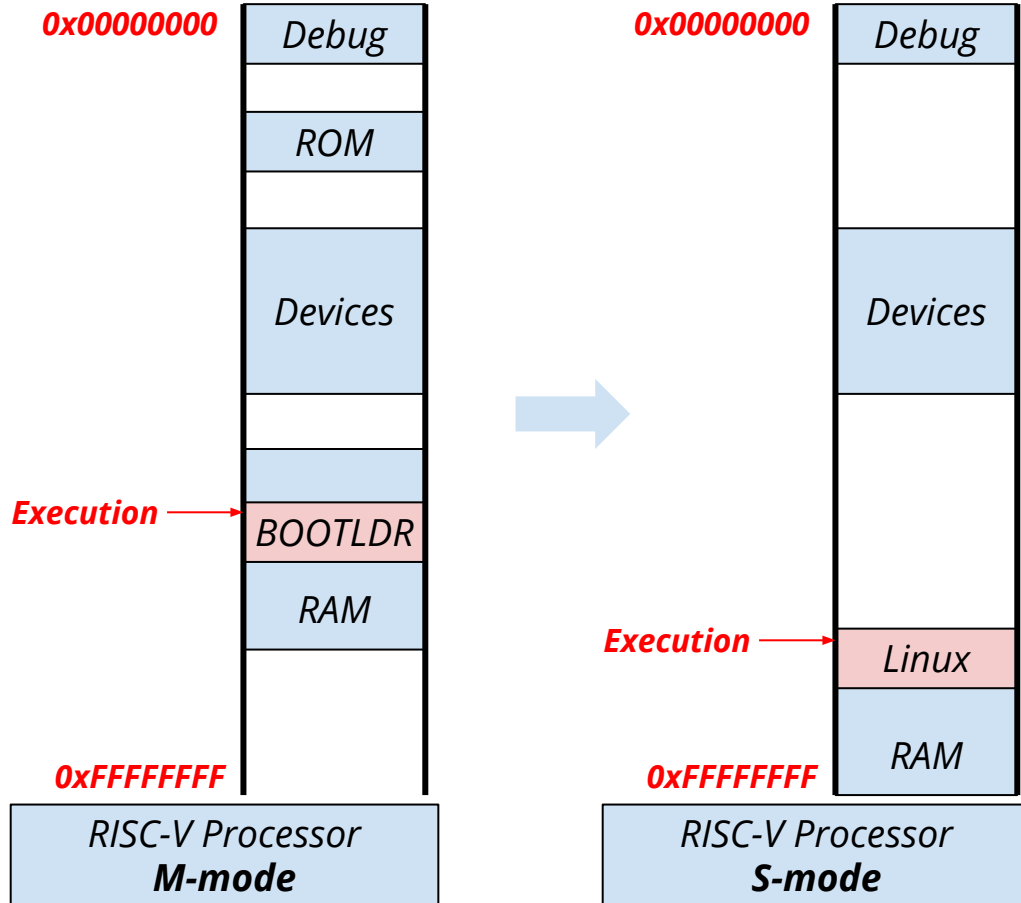 0x00000000
Debug
ROM
Devices
Execution
BOOTLDR
RAM
0xFFFFFFFF
RISC-V Processor
M-mode
0x00000000
Debug
Devices
Execution
Linux
RAM
0xFFFFFFFF
RISC-V Processor
S-mode